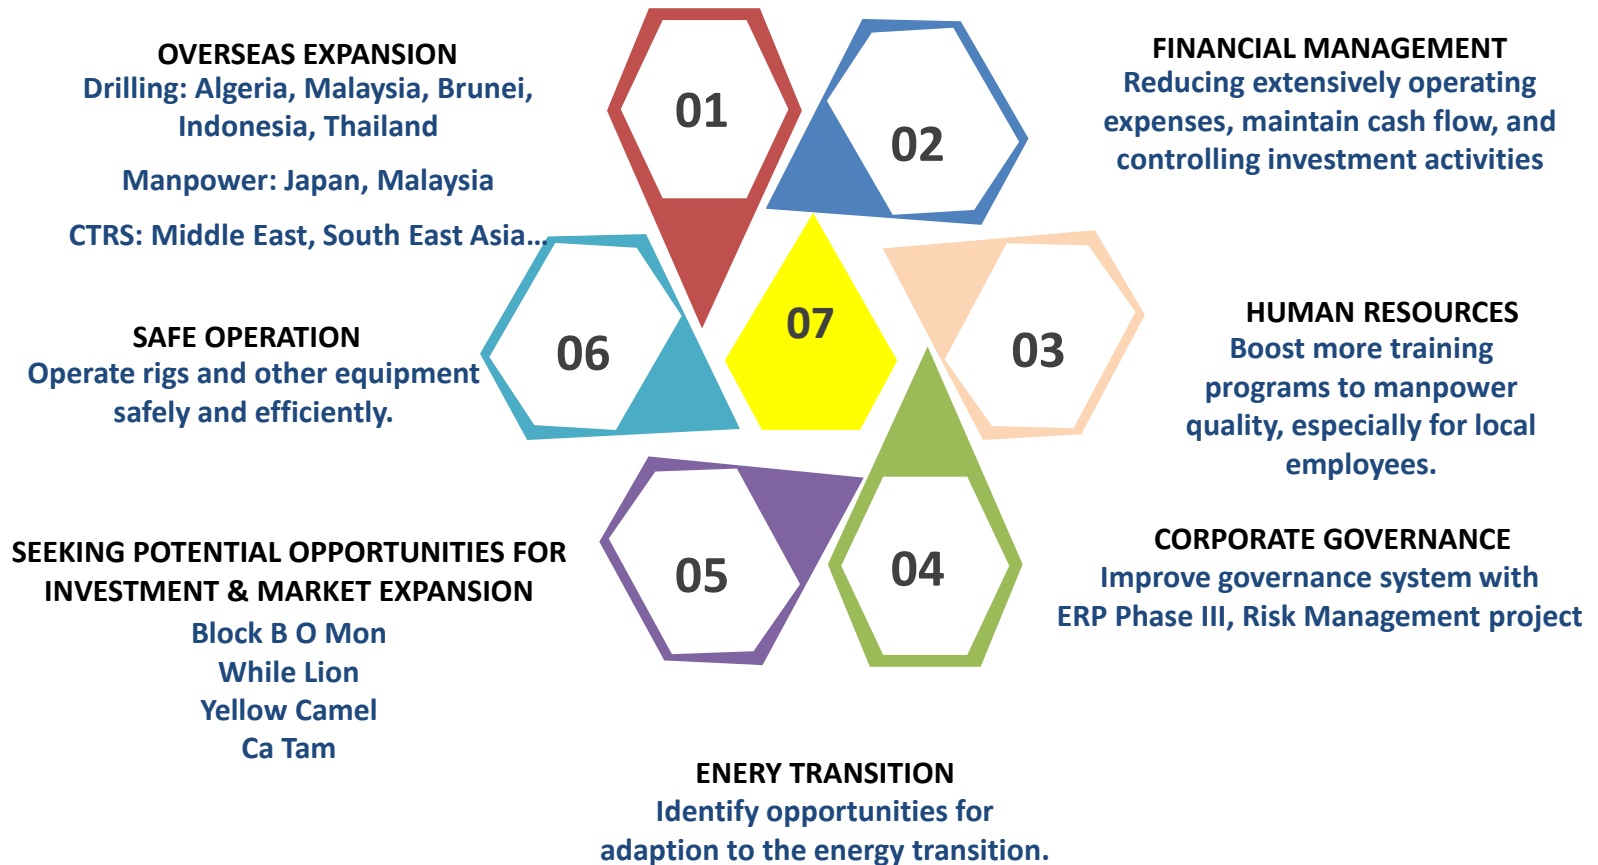 OVERSEAS EXPANSION
Drilling: Algeria, Malaysia, Brunei,
Indonesia, Thailand
Manpower: Japan, Malaysia
CTRS: Middle East, South East Asia…
01
02
FINANCIAL MANAGEMENT
Reducing extensively operating
expenses, maintain cash flow, and
controlling investment activities
SAFE OPERATION
Operate rigs and other equipment
safely and efficiently.
06
07
03
HUMAN RESOURCES
Boost more training
programs to manpower
quality, especially for local
employees.
SEEKING POTENTIAL OPPORTUNITIES FOR
INVESTMENT & MARKET EXPANSION
Block B O Mon
While Lion
Yellow Camel
Ca Tam
05
04
CORPORATE GOVERNANCE
Improve governance system with
ERP Phase III, Risk Management project
ENERY TRANSITION
Identify opportunities for
adaption to the energy transition.